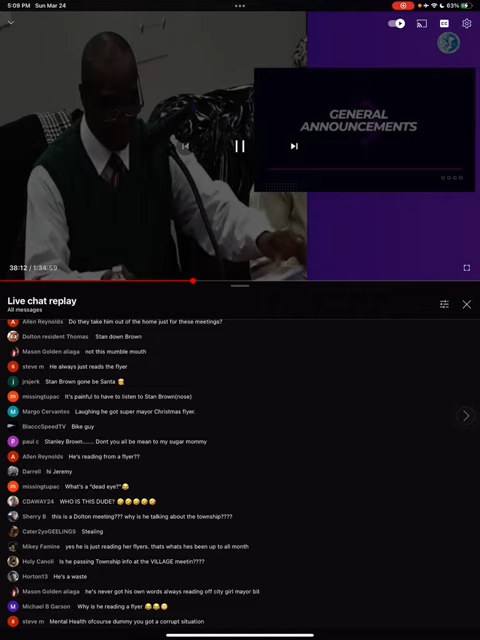 5:09 PM Sun Mar 24
63%
CC
GENERAL
ANNOUNCEMENTS
38:12 / 1:34:59
Live chat replay
All messages
Allen Reynolds Do they take him out of the home just for these meetings?
Dolton resident Thomas Stan down Brown
Mason Golden aliaga not this mumble mouth
steve m He always just reads the flyer
jrsjerk Stan Brown gone be Santa 🎅
missingtupac It's painful to have to listen to Stan Brown(nose)
Margo Cervantes Laughing he got super mayor Christmas flyer.
BlacccSpeedTV Bike guy
paul c Stanley Brown....... Dont you all be mean to my sugar mommy
Allen Reynolds He's reading from a flyer??
Darrell hi Jeremy
missingtupac What's a "dead eye?"😂
CDAWAY24 WHO IS THIS DUDE? 🤣🤣🤣🤣🤣
Sherry B this is a Dolton meeting??? why is he talking about the township????
Cater2yoGEELINGS Stealing
Mikey Famine yes he is just reading her flyers. thats whats hes been up to all month
Holy Canoli Is he passing Township info at the VILLAGE meetin????
Horton13 He's a waste
Mason Golden aliaga he's never got his own words always reading off city girl mayor bit
Michael B Garson Why is he reading a flyer 😂😂😳
steve m Mental Health ofcourse dummy you got a corrupt situation